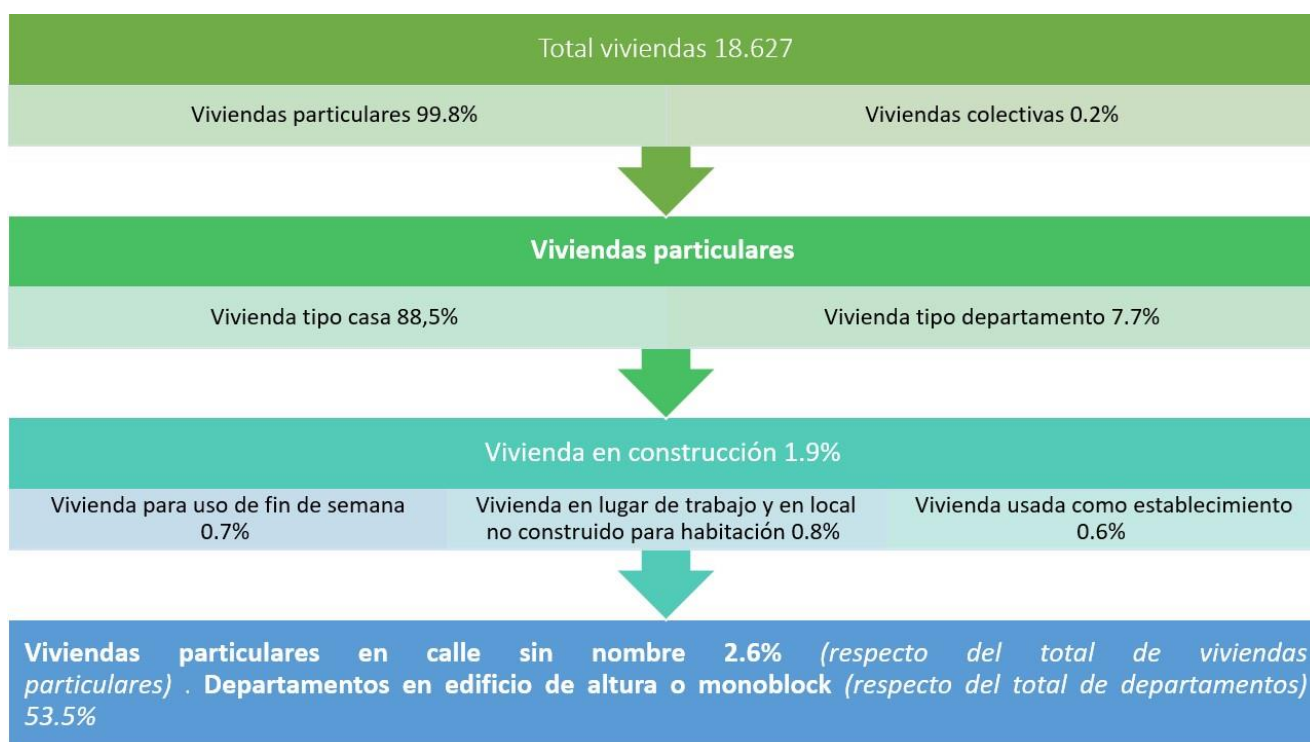 Total viviendas 18.627
Viviendas particulares 99.8%
Viviendas colectivas 0.2%
Viviendas particulares
Vivienda tipo casa 88,5%
Vivienda tipo departamento 7.7%
Vivienda en construcción 1.9%
Vivienda para uso de fin de semana
0.7%
Vivienda en lugar de trabajo y en local
no construido para habitación 0.8%
Vivienda usada como establecimiento
0.6%
Viviendas particulares en calle sin nombre 2.6% (respecto del total de viviendas
particulares) . Departamentos en edificio de altura o monoblock (respecto del total de departamentos)
53.5%